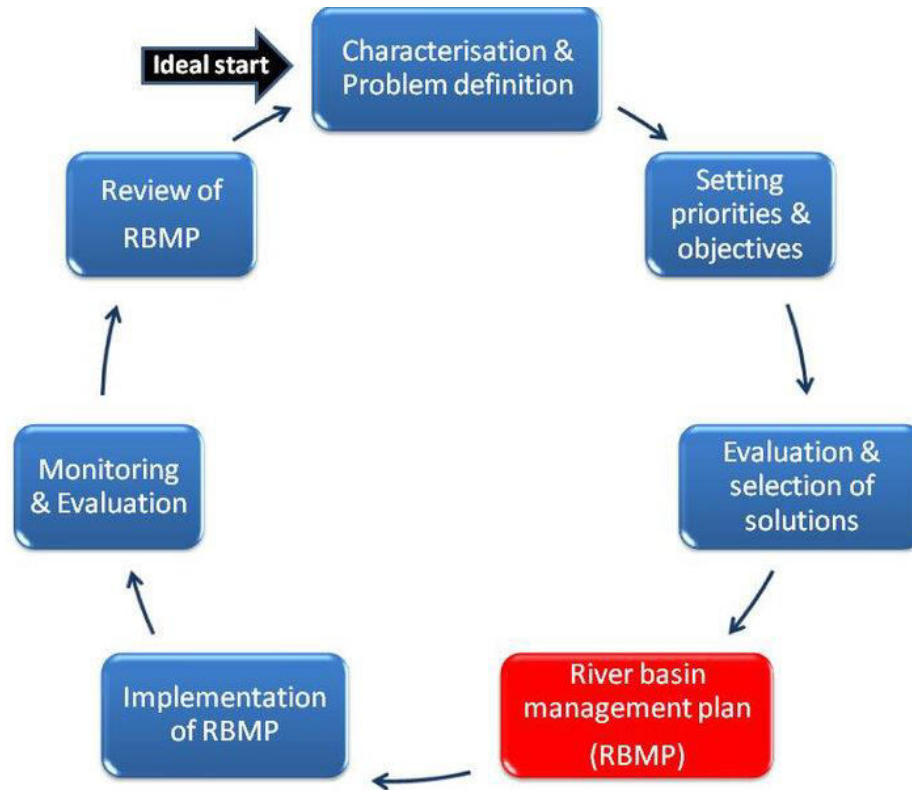 Ideal start
Characterisation &
Problem definition
Setting
priorities &
objectives
Evaluation &
selection of
solutions
River basin
management plan
(RBMP)
Implementation
of RBMP
Monitoring
& Evaluation
Review of
RBMP